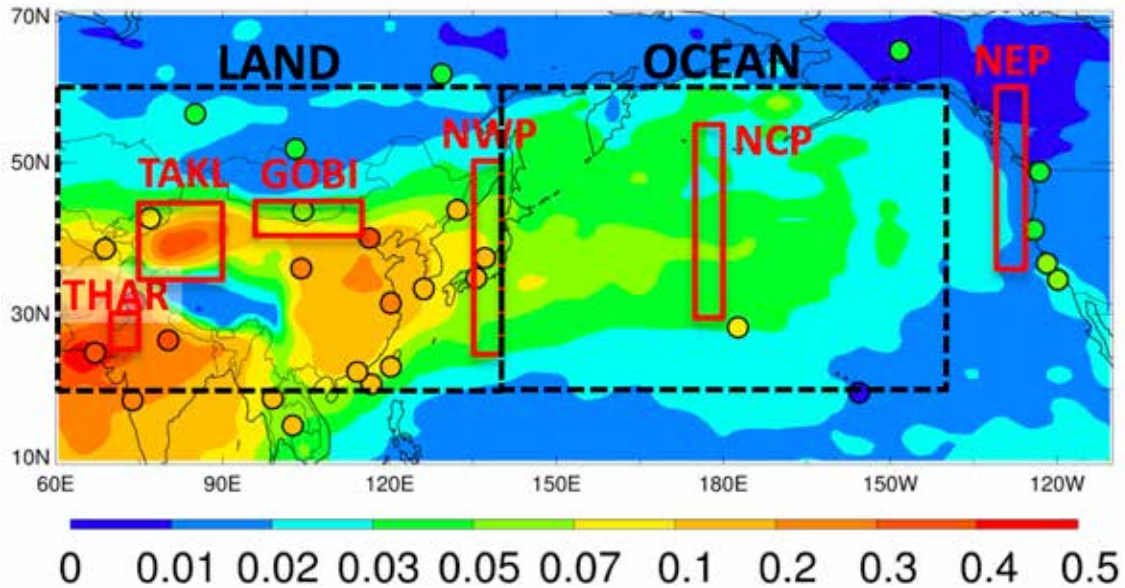 70N
LAND
OCEAN
NEP
NWP
NCP
50N
TAKL
GOBI
THAR
30N
10N
60E 90E 120E 150E 180E 150W 120W
0 0.01 0.02 0.03 0.05 0.07 0.1 0.2 0.3 0.4 0.5